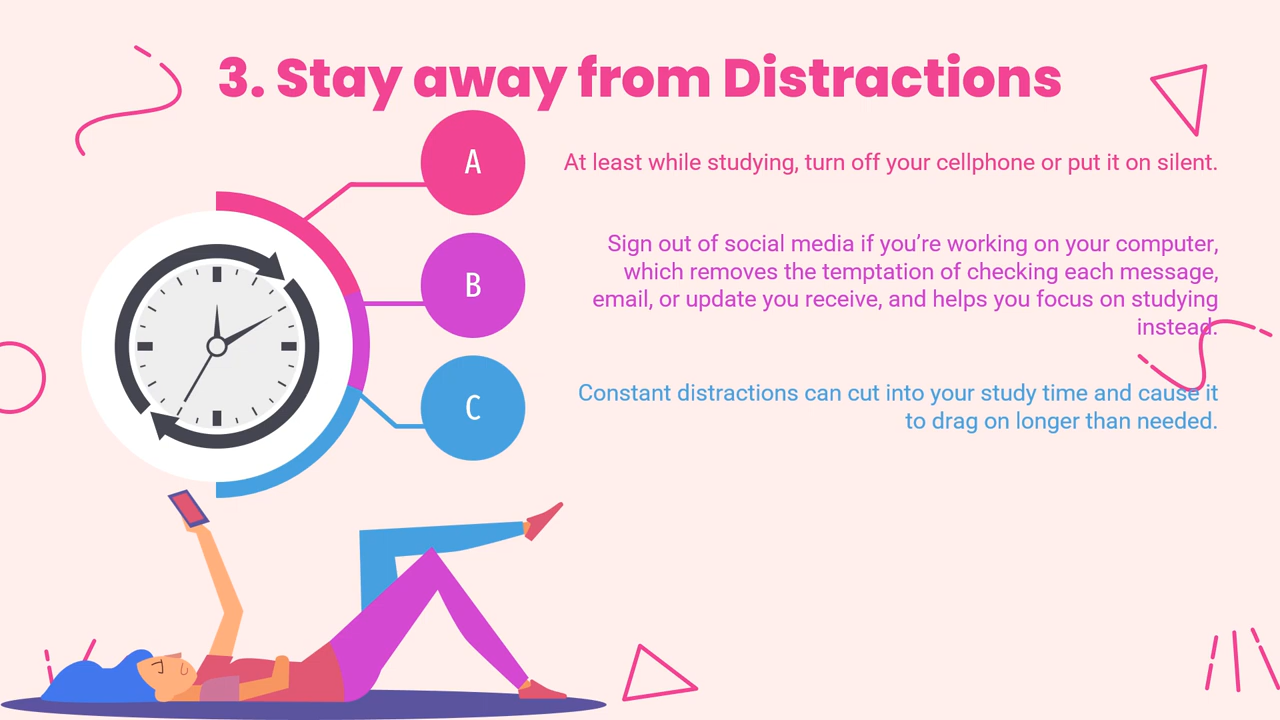 3. Stay away from Distractions
A
At least while studying, turn off your cellphone or put it on silent.
B
Sign out of social media if you’re working on your computer,
which removes the temptation of checking each message,
email, or update you receive, and helps you focus on studying
instead.
C
Constant distractions can cut into your study time and cause it
to drag on longer than needed.